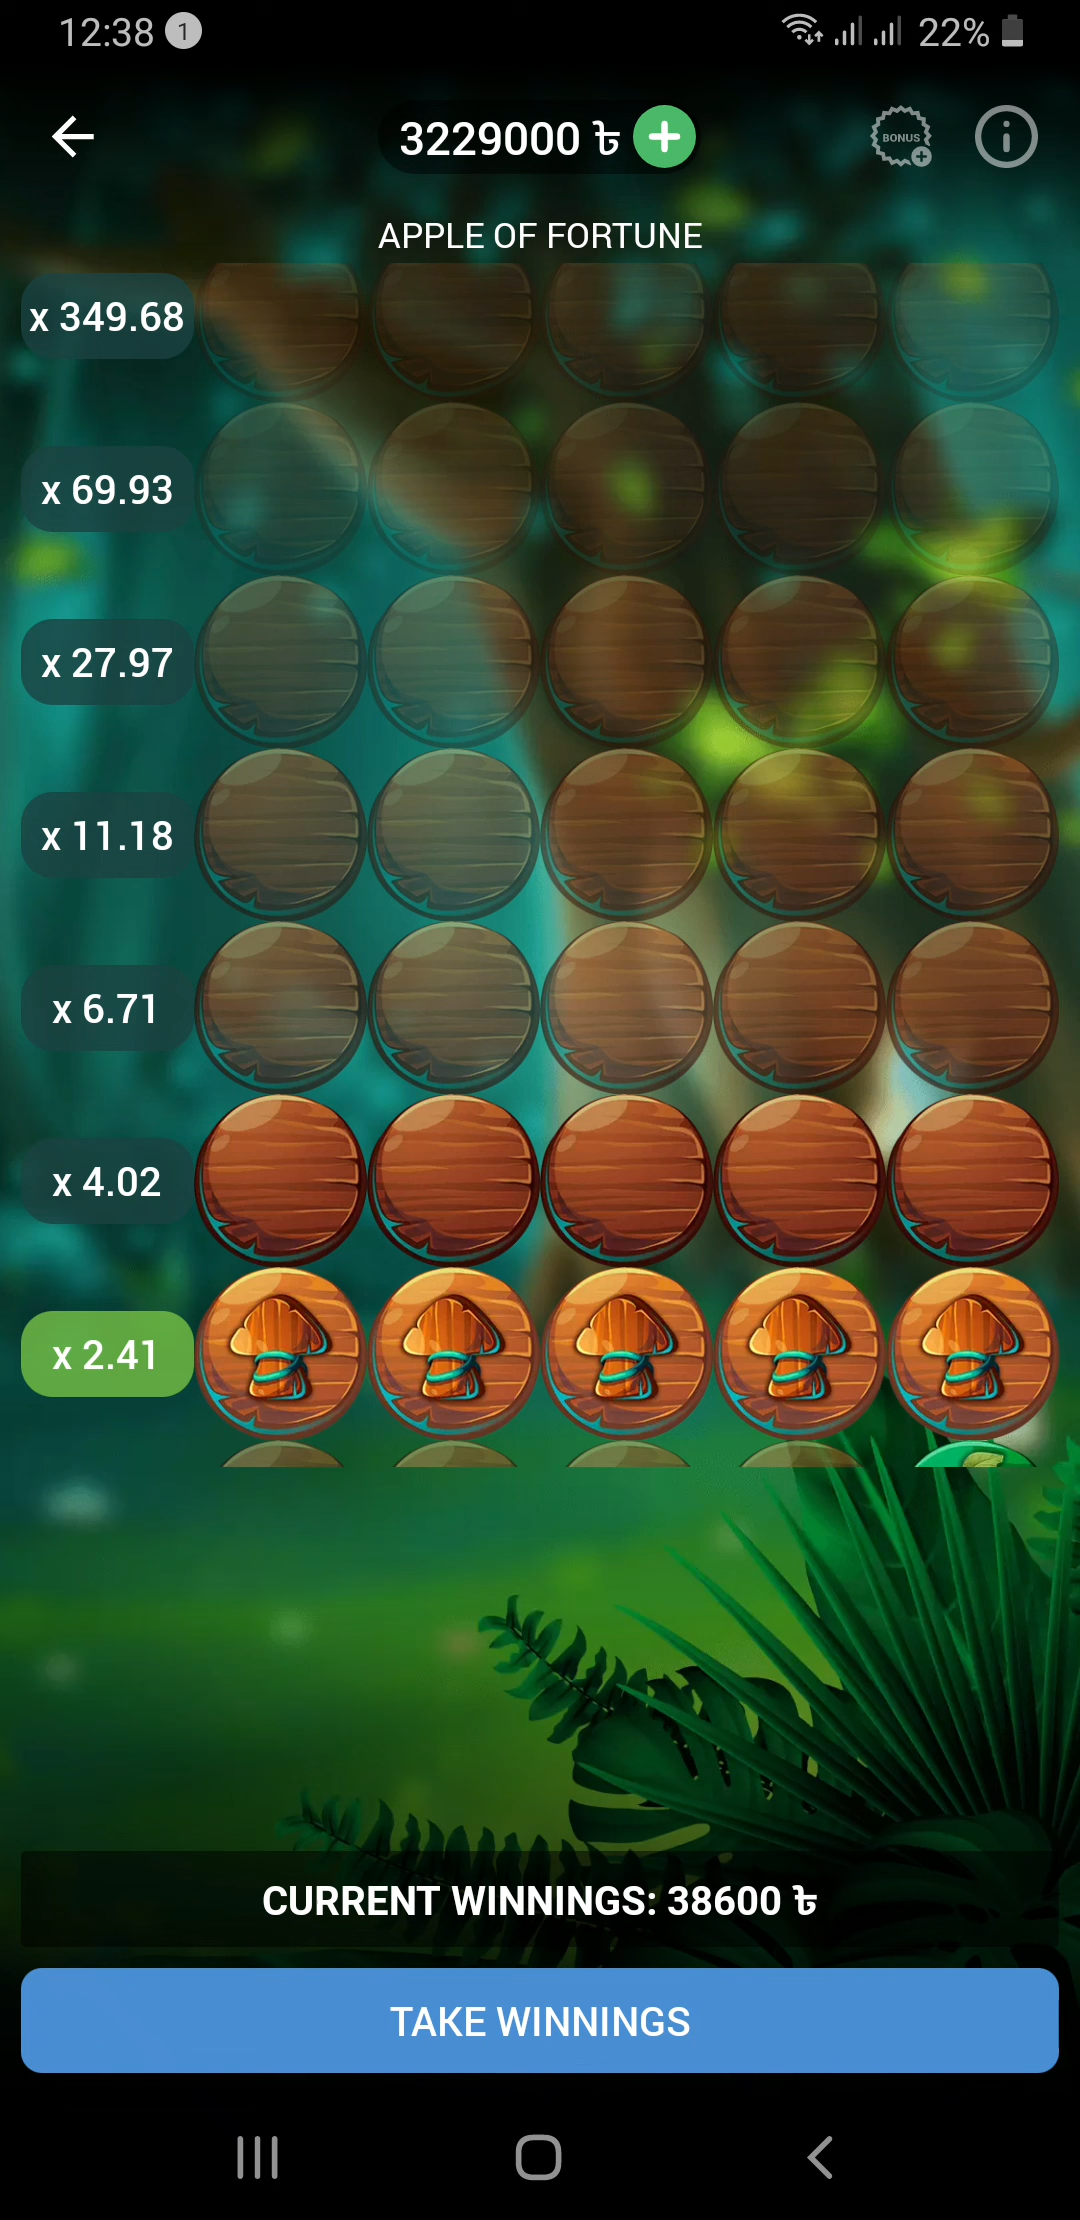 12:38 1 22%
3229000 ৳ BONUS
APPLE OF FORTUNE
x 349.68
x 69.93
x 27.97
x 11.18
x 6.71
x 4.02
x 2.41
CURRENT WINNINGS: 38600 ৳
TAKE WINNINGS